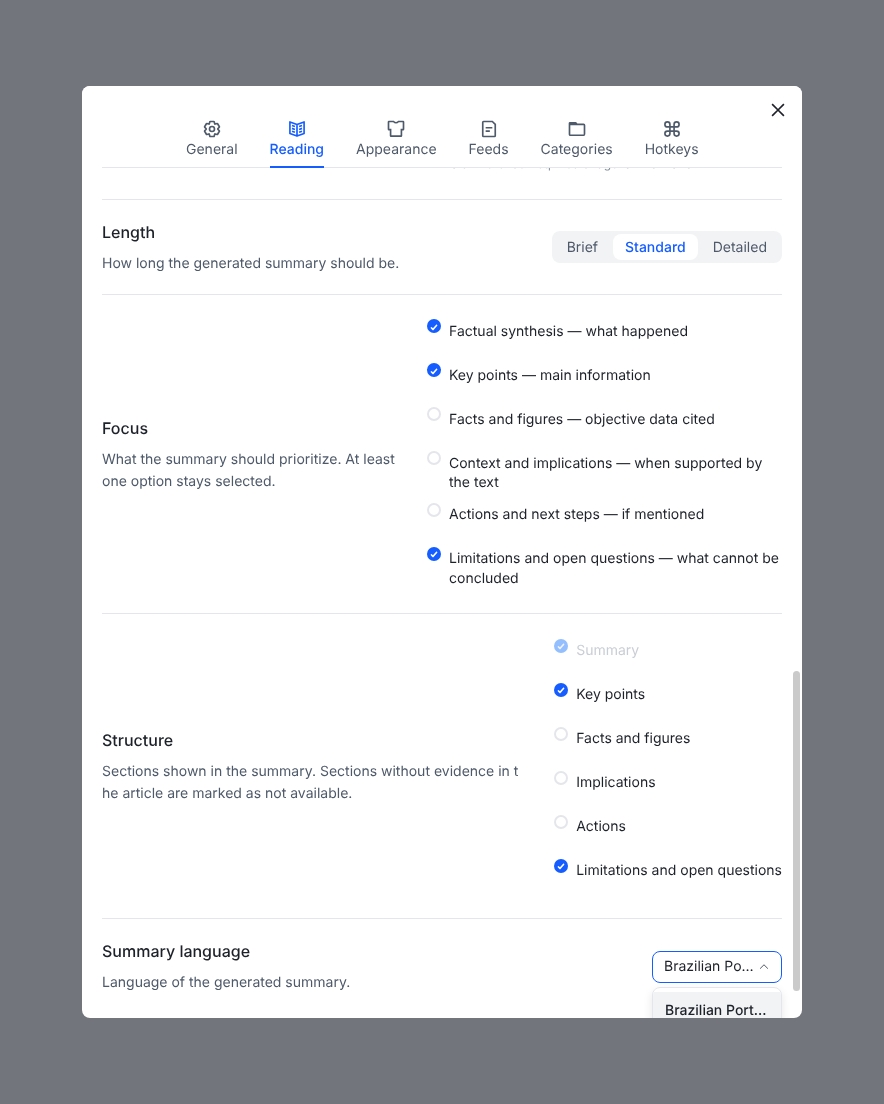 General
Reading
Appearance
Feeds
Categories
Hotkeys
Length
How long the generated summary should be.
Brief
Standard
Detailed
Focus
What the summary should prioritize. At least
one option stays selected.
Factual synthesis — what happened
Key points — main information
Facts and figures — objective data cited
Context and implications — when supported by
the text
Actions and next steps — if mentioned
Limitations and open questions — what cannot be
concluded
Structure
Sections shown in the summary. Sections without evidence in t
he article are marked as not available.
Summary
Key points
Facts and figures
Implications
Actions
Limitations and open questions
Summary language
Language of the generated summary.
Brazilian Po...
Brazilian Port...